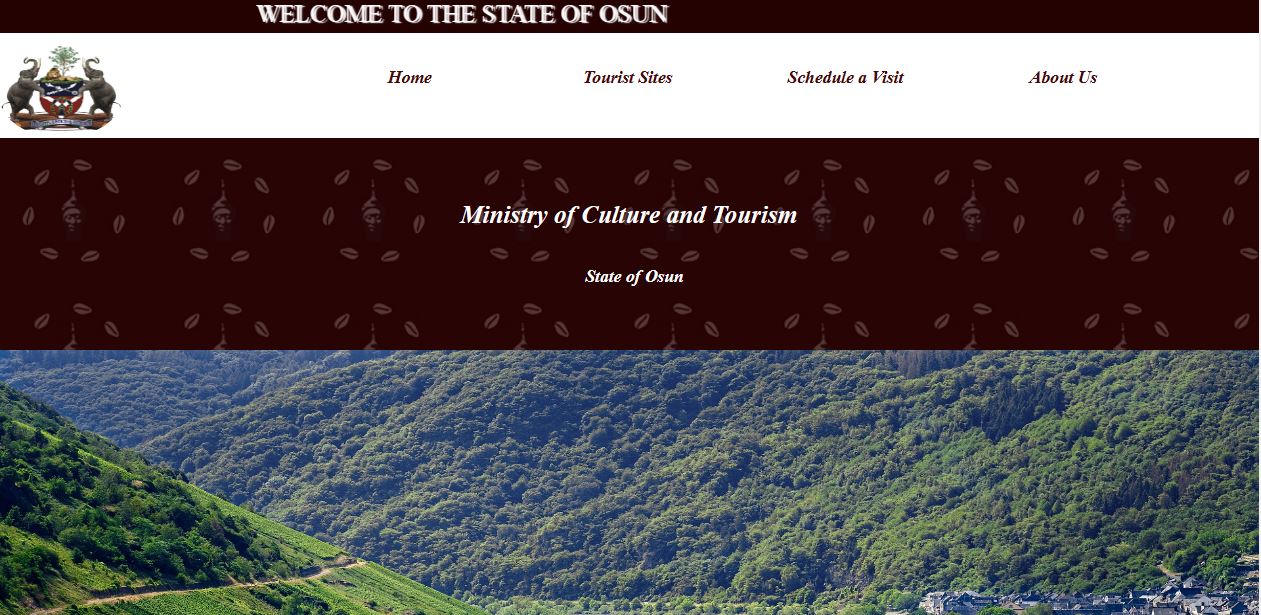 WELCOME TO THE STATE OF OSUN
Home Tourist Sites Schedule a Visit About Us
Ministry of Culture and Tourism
State of Osun